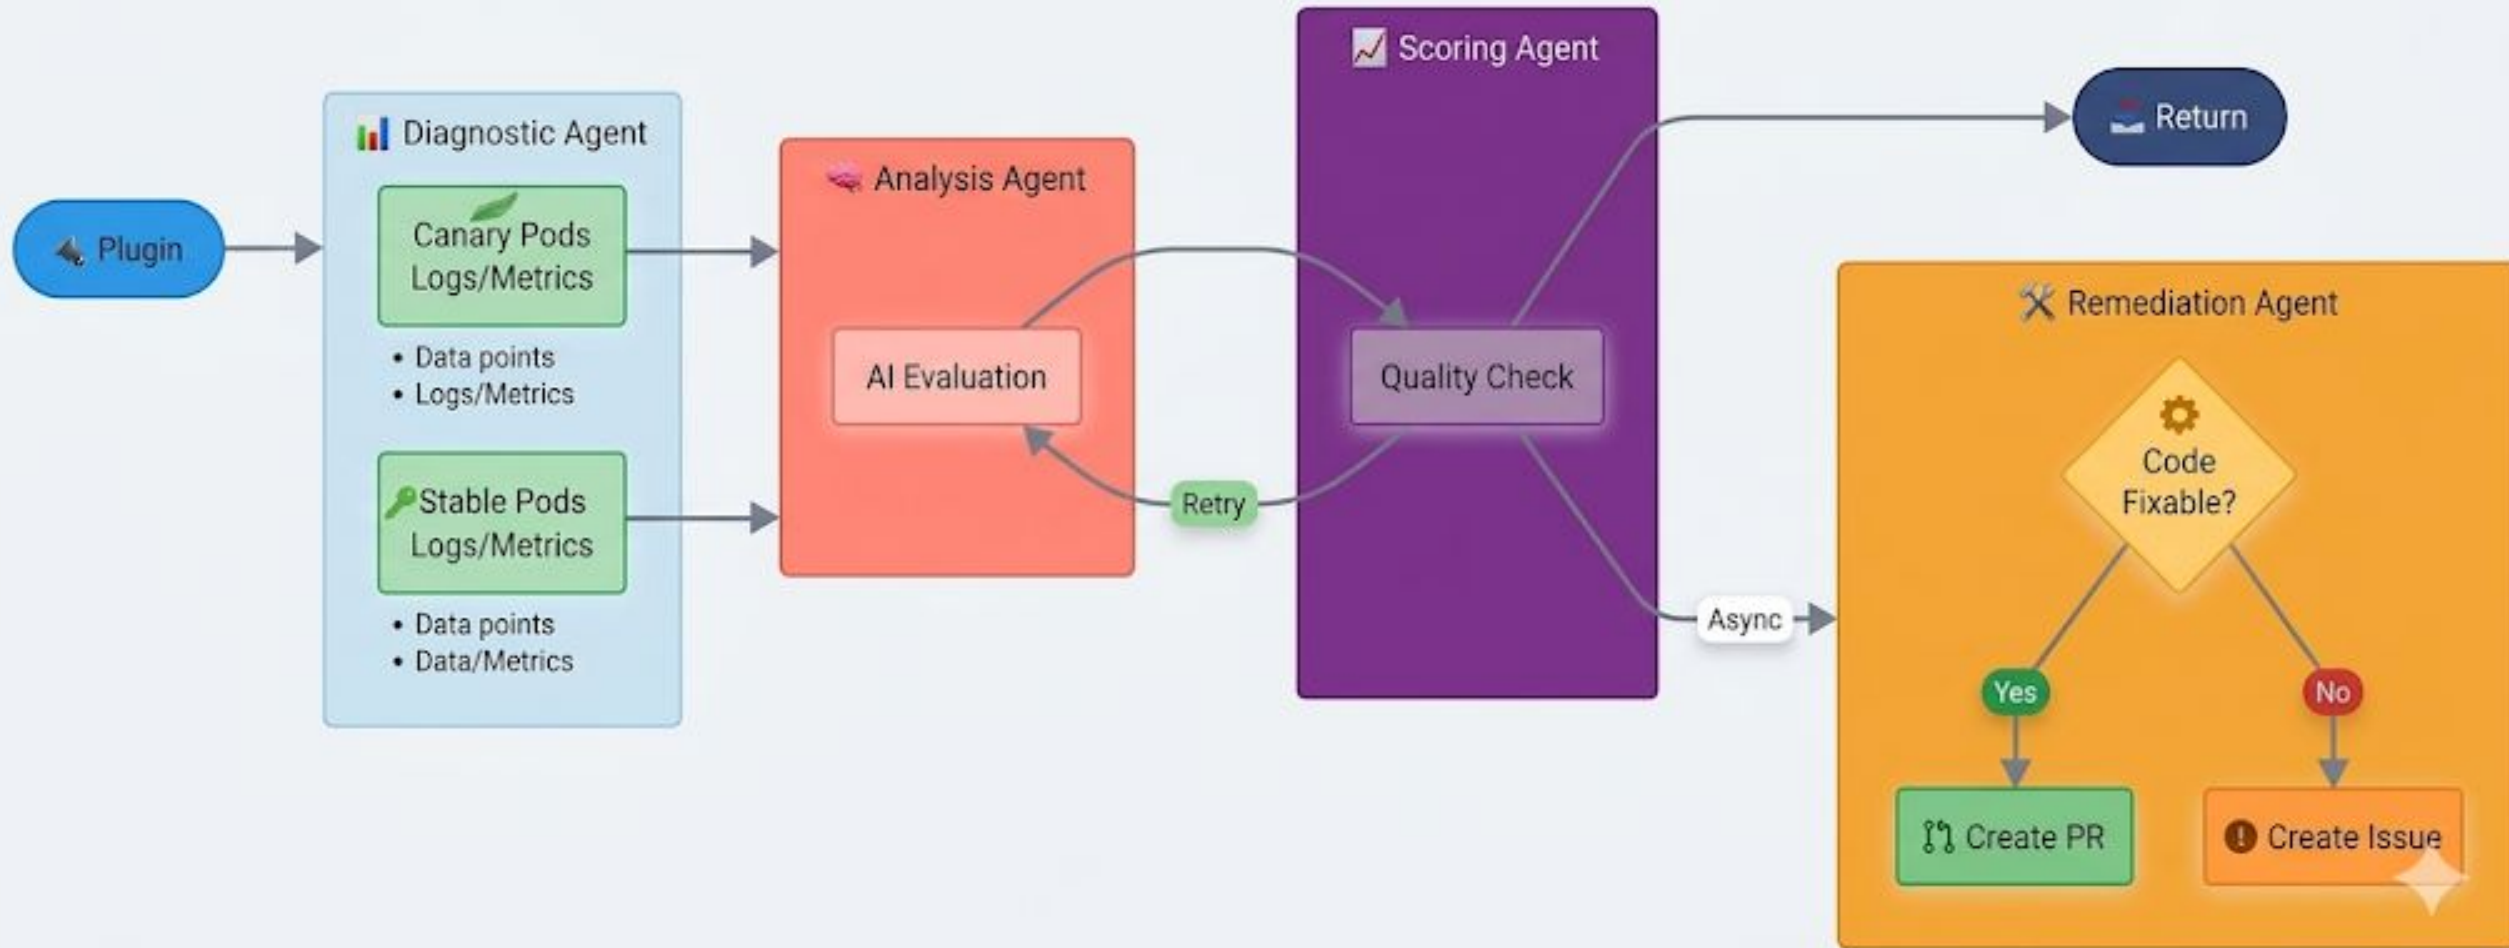 Plugin
Diagnostic Agent
Canary Pods
Logs/Metrics
• Data points
• Logs/Metrics
Stable Pods
Logs/Metrics
• Data points
• Data/Metrics
Analysis Agent
AI Evaluation
Retry
Scoring Agent
Quality Check
Return
Async
Remediation Agent
Code
Fixable?
Yes
No
Create PR
Create Issue